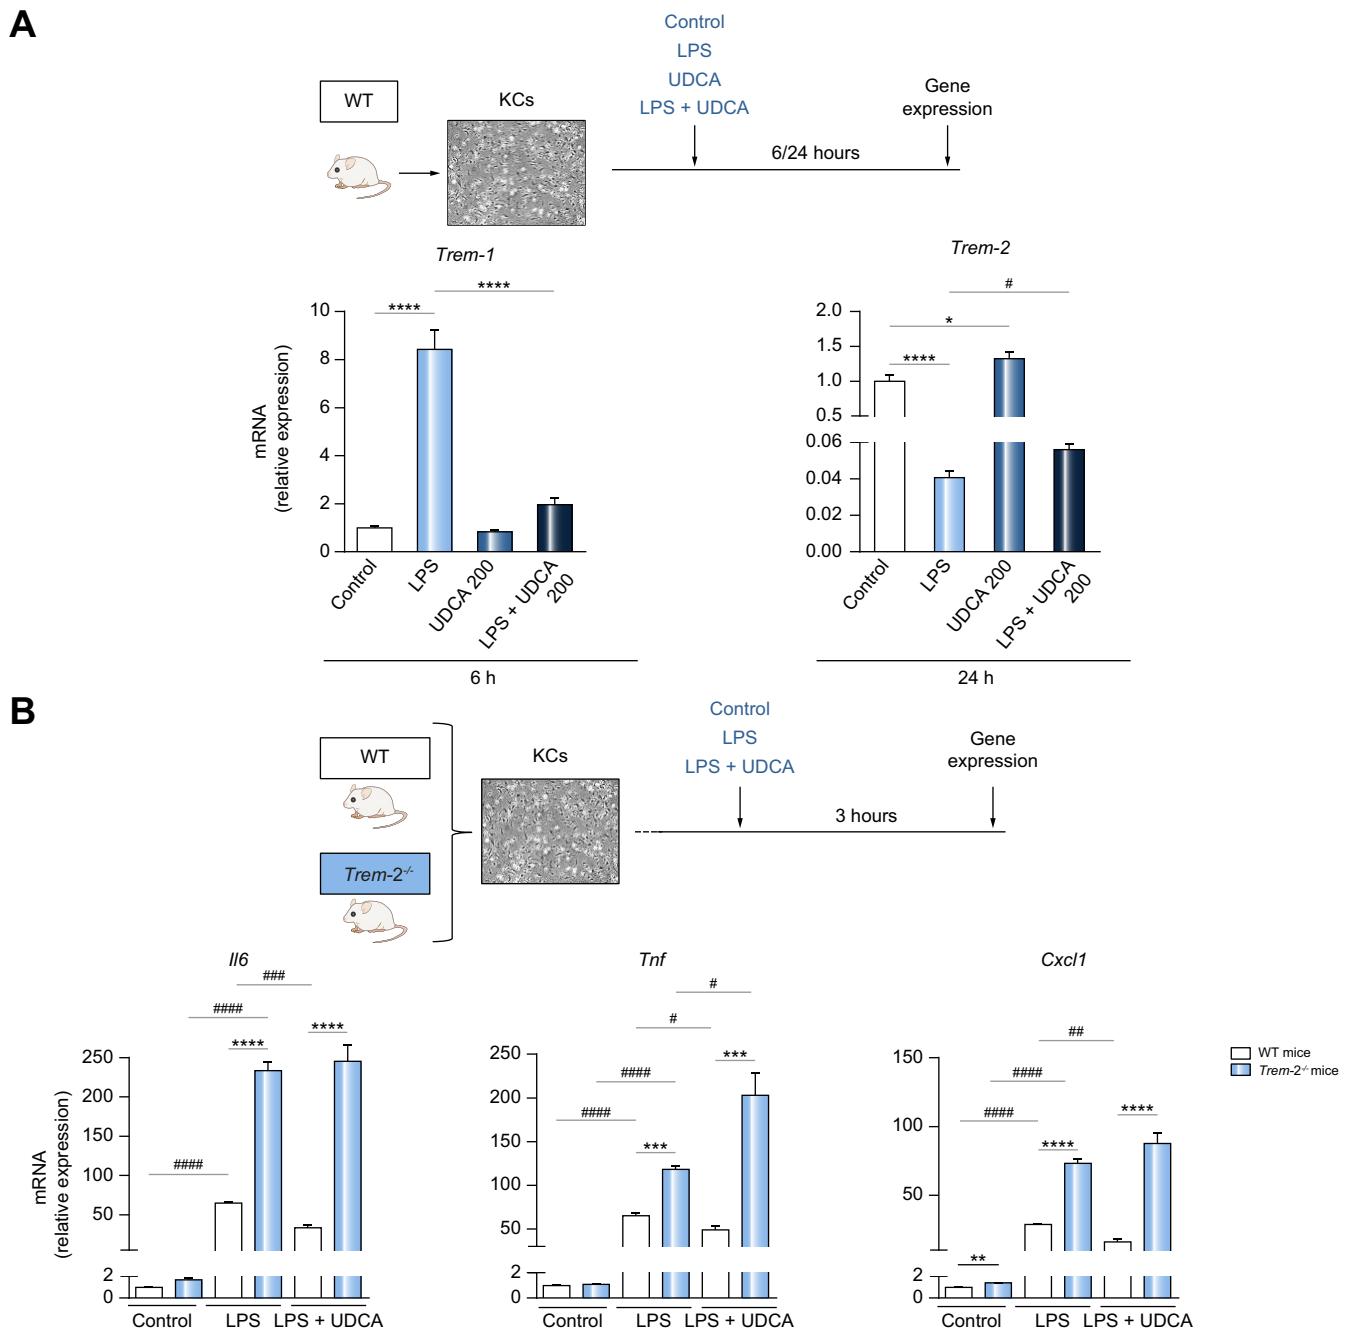 A
Control
LPS
UDCA
LPS + UDCA
WT
KCs
Gene
expression
6/24 hours
Trem-1
mRNA
(relative expression)
****
****
10
8
6
4
2
0
Control
LPS
UDCA 200
LPS + UDCA
200
6 h
Trem-2
#
*
****
2.0
1.5
1.0
0.5
0.06
0.04
0.02
0.00
Control
LPS
UDCA 200
LPS + UDCA
200
24 h
B
Control
LPS
LPS + UDCA
WT
KCs
Gene
expression
3 hours
Trem-2-/-
Il6
mRNA
(relative expression)
###
####
****
****
####
250
200
150
100
50
2
0
Control
LPS
LPS + UDCA
Tnf
#
#
***
####
####
***
250
200
150
100
50
2
0
Control
LPS
LPS + UDCA
Cxcl1
##
####
####
****
****
**
150
100
50
2
0
Control
LPS
LPS + UDCA
WT mice
Trem-2-/- mice